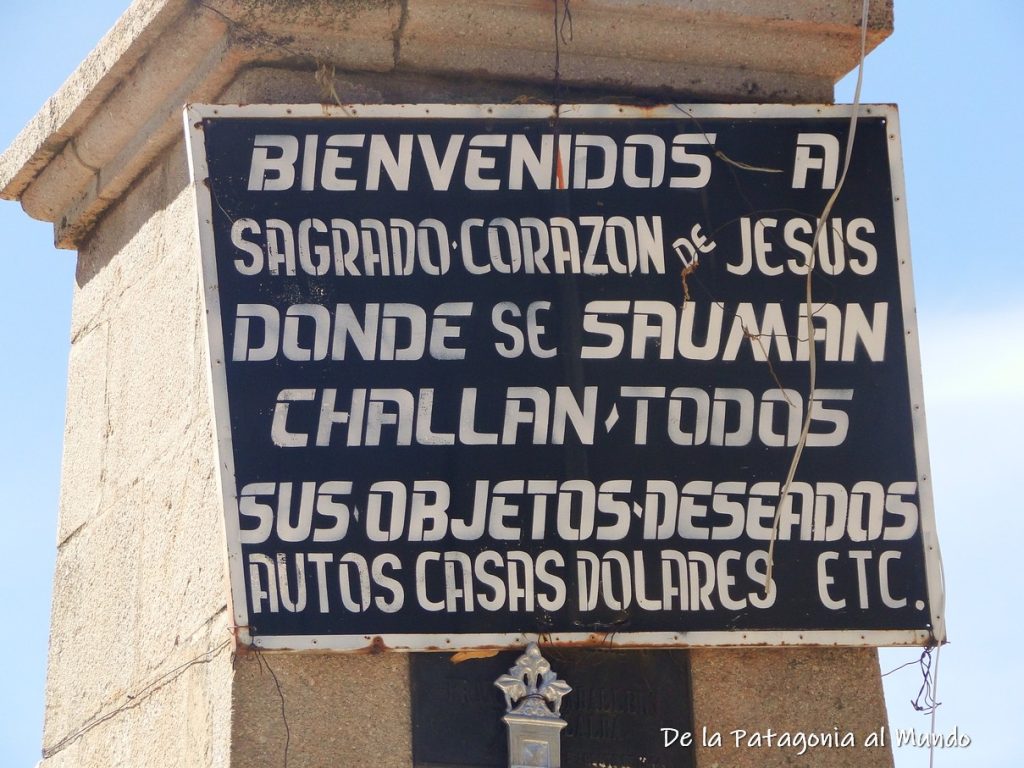 BIENVENIDOS A
SAGRADO·CORAZON DE JESUS
DONDE SE SAUMAN
CHALLAN·TODOS
SUS·OBJETOS·DESEADOS
AUTOS CASAS DOLARES ETC.
De la Patagonia al Mundo